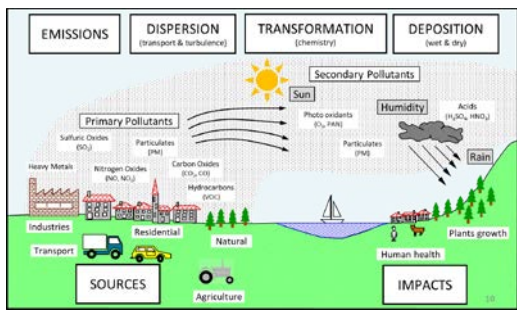 EMISSIONS
DISPERSION
(transport & turbulence)
TRANSFORMATION
(chemistry)
DEPOSITION
(wet & dry)
Sun
Secondary Pollutants
Primary Pollutants
Photo oxidants
(O₃, PAN)
Humidity
Acids
(H₂SO₄, HNO₃)
Sulfuric Oxides
(SO₂)
Particulates
(PM)
Particulates
(PM)
Rain
Heavy Metals
Nitrogen Oxides
(NO, NO₂)
Carbon Oxides
(CO₂, CO)
Hydrocarbons
(VOC)
Industries
Residential
Natural
Plants growth
Transport
Human health
SOURCES
Agriculture
IMPACTS
10